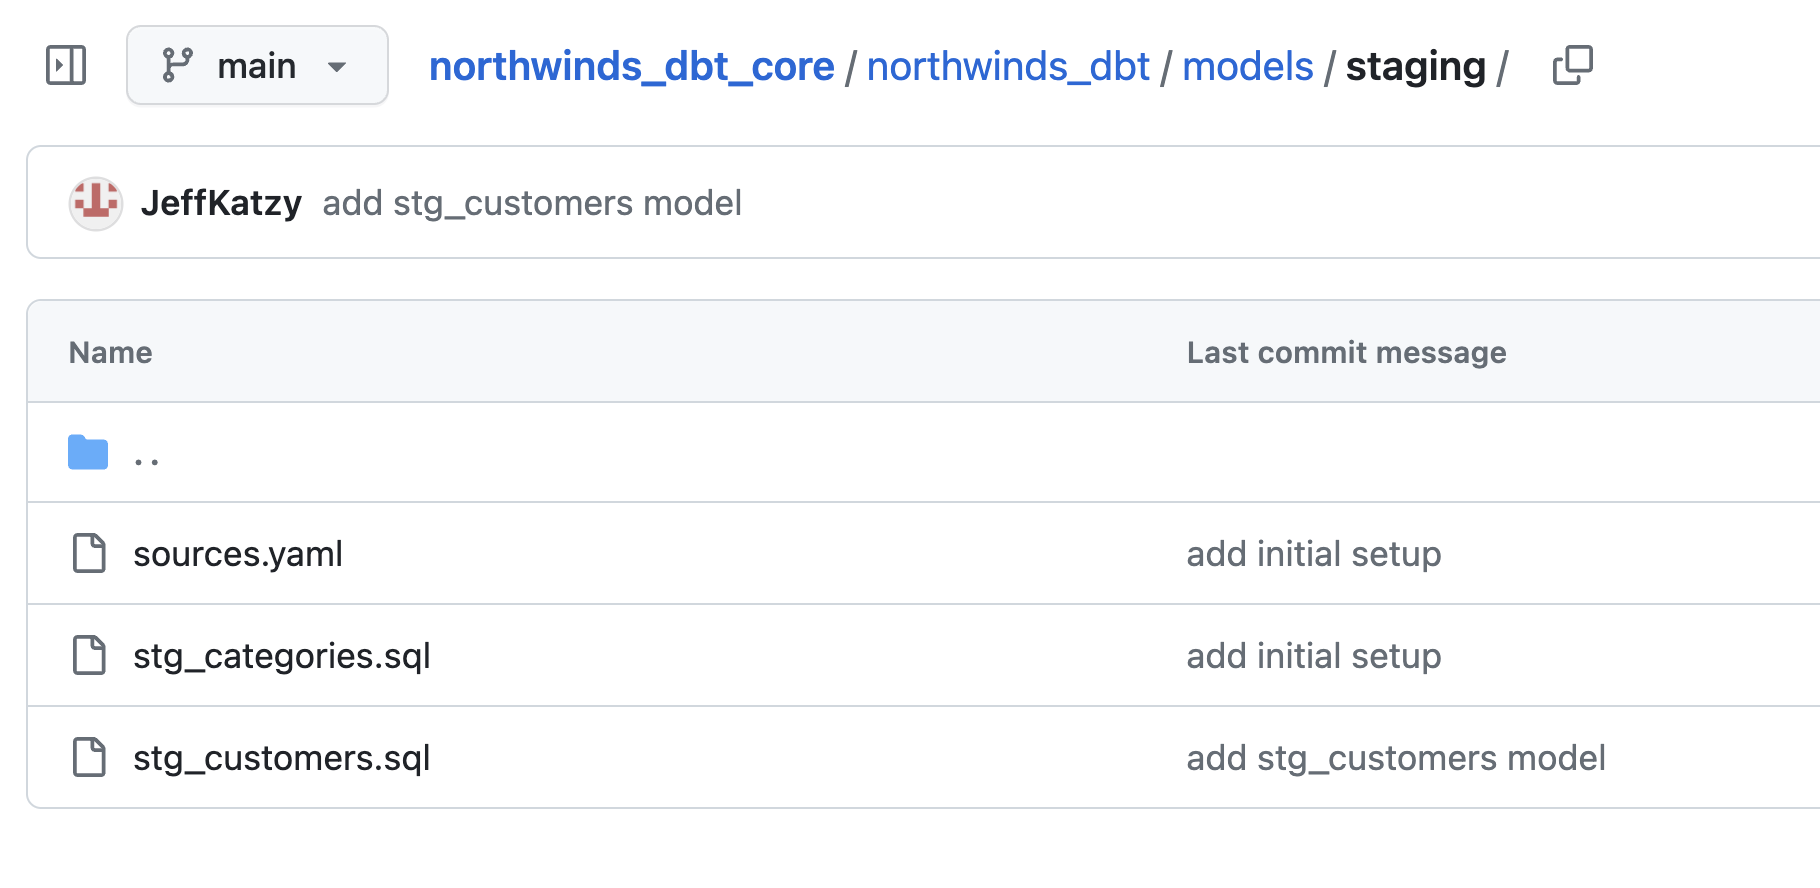 main northwinds_dbt_core / northwinds_dbt / models / staging /
JeffKatzy add stg_customers model
Name Last commit message
..
sources.yaml add initial setup
stg_categories.sql add initial setup
stg_customers.sql add stg_customers model